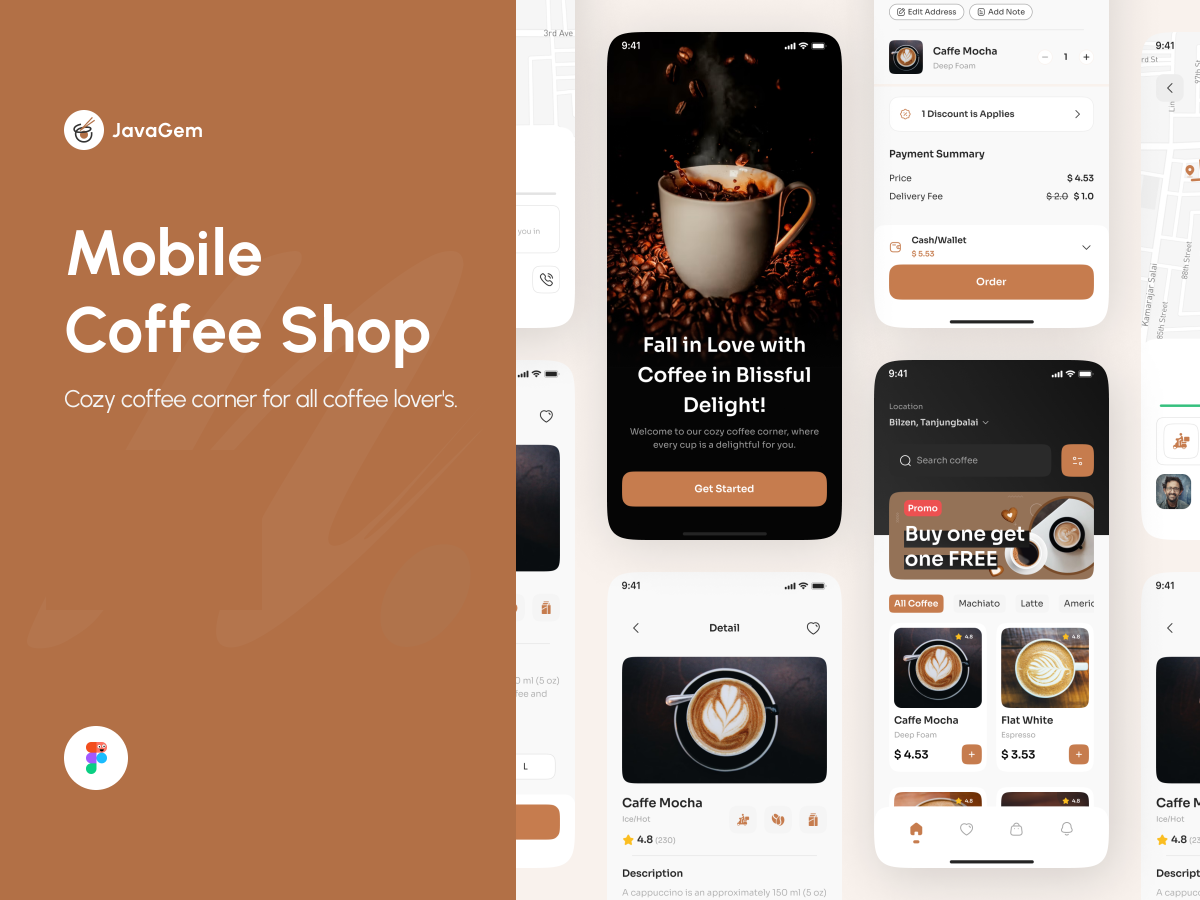 JavaGem
Mobile
Coffee Shop
Cozy coffee corner for all coffee lover's.
3rd Ave
you in
0 ml (5 oz)
fee and
L
9:41
Fall in Love with
Coffee in Blissful
Delight!
Welcome to our cozy coffee corner, where
every cup is a delightful for you.
Get Started
9:41
Detail
Caffe Mocha
Ice/Hot
4.8 (230)
Description
A cappuccino is an approximately 150 ml (5 oz)
Edit Address
Add Note
Caffe Mocha
Deep Foam
1
1 Discount is Applies
Payment Summary
Price
$ 4.53
Delivery Fee
$ 2.0 $ 1.0
Cash/Wallet
$ 5.53
Order
9:41
Location
Bilzen, Tanjungbalai
Search coffee
Promo
Buy one get
one FREE
All Coffee
Machiato
Latte
Americ
4.8
4.8
Caffe Mocha
Deep Foam
$ 4.53
Flat White
Espresso
$ 3.53
4.8
4.8
9:41
rd St
97th St
Lin
88th Street
Kamarajar Salai
85th Street
9:41
Caffe M
Ice/Hot
4.8 (23
Description
A cappucc